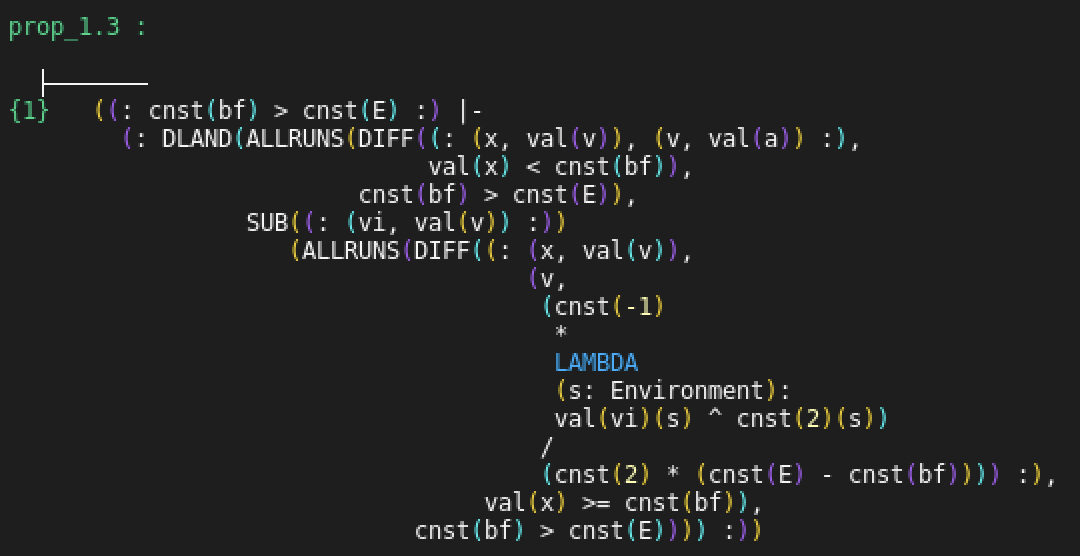 prop_1.3 :
|-------
{1}   ((: cnst(bf) > cnst(E) :) |-
        (: DLAND(ALLRUNS(DIFF((: (x, val(v)), (v, val(a)) :),
                              val(x) < cnst(bf)),
                         cnst(bf) > cnst(E)),
                 SUB((: (vi, val(v)) :))
                    (ALLRUNS(DIFF((: (x, val(v)),
                                     (v,
                                      (cnst(-1)
                                       *
                                       LAMBDA
                                       (s: Environment):
                                       val(vi)(s) ^ cnst(2)(s))
                                      /
                                      (cnst(2) * (cnst(E) - cnst(bf)))) :),
                                  val(x) >= cnst(bf)),
                             cnst(bf) > cnst(E)))) :))